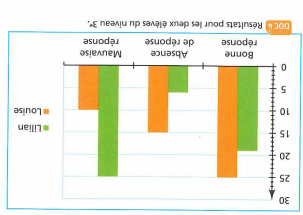 DOC 4 Résultats pour les deux élèves du niveau 3ᵉ.
30
25
20
15
10
5
0
Bonne réponse
Absence de réponse
Mauvaise réponse
Lilian
Louise